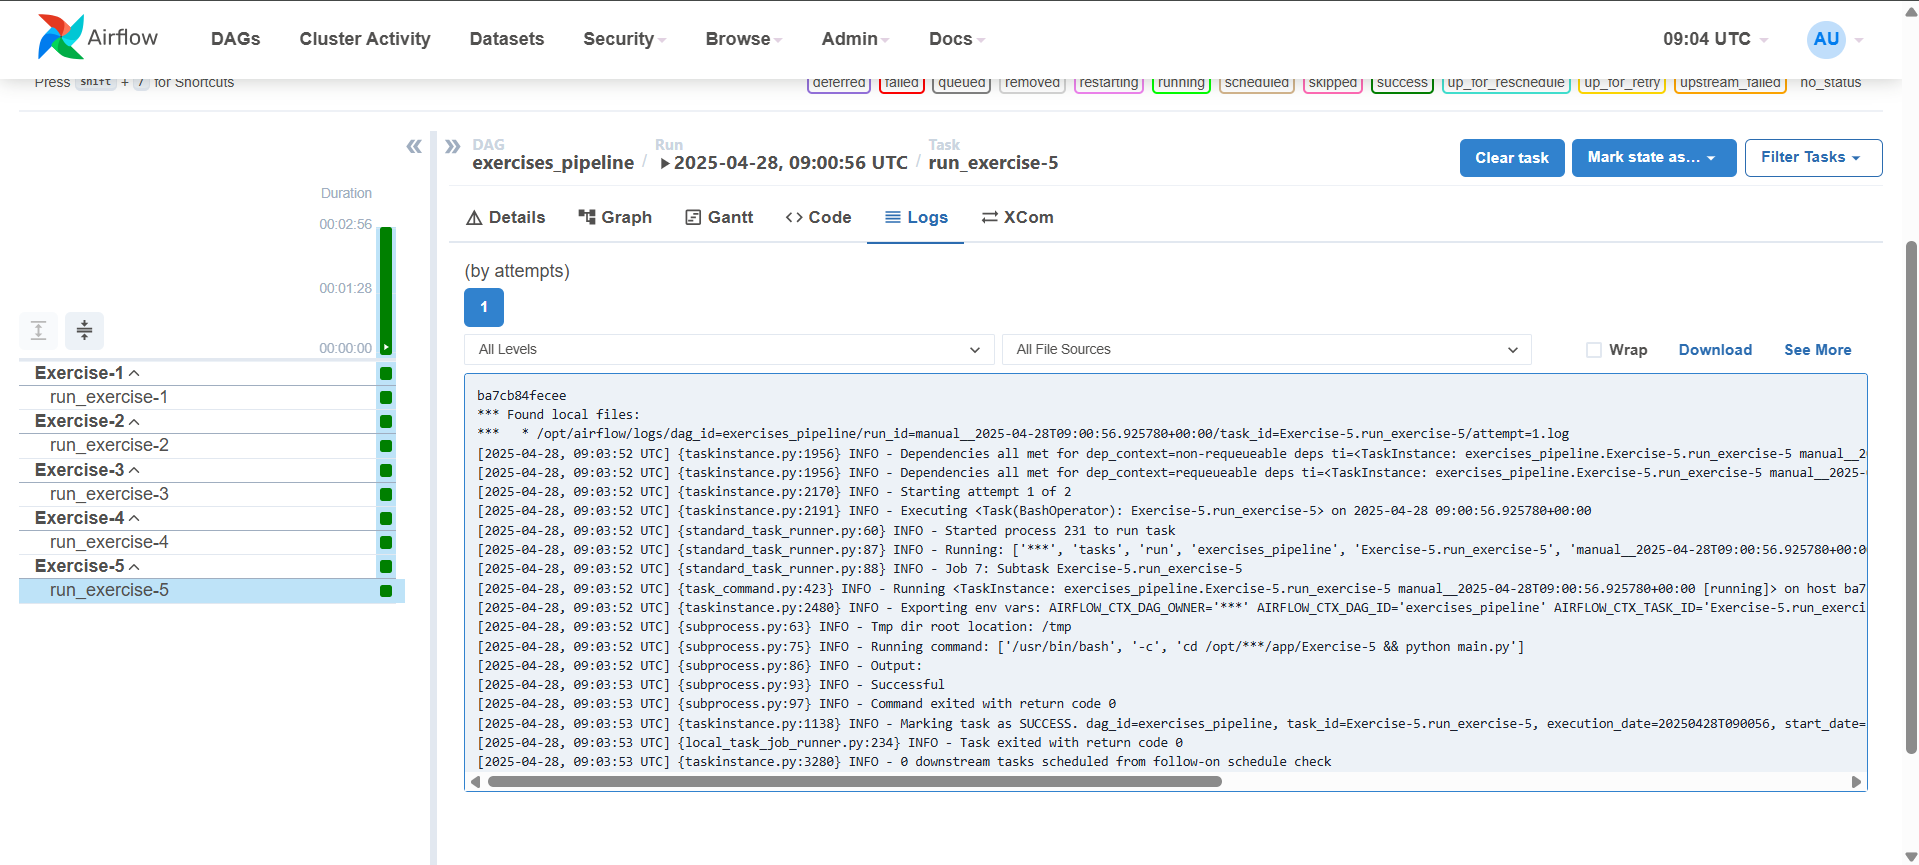 Airflow
DAGs
Cluster Activity
Datasets
Security
Browse
Admin
Docs
09:04 UTC
AU
Press shift + / for Shortcuts
deferred
failed
queued
removed
restarting
running
scheduled
skipped
success
up_for_reschedule
up_for_retry
upstream_failed
no_status
Duration
00:02:56
00:01:28
00:00:00
Exercise-1
run_exercise-1
Exercise-2
run_exercise-2
Exercise-3
run_exercise-3
Exercise-4
run_exercise-4
Exercise-5
run_exercise-5
DAG
exercises_pipeline
/
Run
2025-04-28, 09:00:56 UTC
/
Task
run_exercise-5
Clear task
Mark state as...
Filter Tasks
Details
Graph
Gantt
Code
Logs
XCom
(by attempts)
1
All Levels
All File Sources
Wrap
Download
See More
ba7cb84fecee
*** Found local files:
***   * /opt/airflow/logs/dag_id=exercises_pipeline/run_id=manual__2025-04-28T09:00:56.925780+00:00/task_id=Exercise-5.run_exercise-5/attempt=1.log
[2025-04-28, 09:03:52 UTC] {taskinstance.py:1956} INFO - Dependencies all met for dep_context=non-requeueable deps ti=<TaskInstance: exercises_pipeline.Exercise-5.run_exercise-5 manual__2
[2025-04-28, 09:03:52 UTC] {taskinstance.py:1956} INFO - Dependencies all met for dep_context=requeueable deps ti=<TaskInstance: exercises_pipeline.Exercise-5.run_exercise-5 manual__2025-
[2025-04-28, 09:03:52 UTC] {taskinstance.py:2170} INFO - Starting attempt 1 of 2
[2025-04-28, 09:03:52 UTC] {taskinstance.py:2191} INFO - Executing <Task(BashOperator): Exercise-5.run_exercise-5> on 2025-04-28 09:00:56.925780+00:00
[2025-04-28, 09:03:52 UTC] {standard_task_runner.py:60} INFO - Started process 231 to run task
[2025-04-28, 09:03:52 UTC] {standard_task_runner.py:87} INFO - Running: ['***', 'tasks', 'run', 'exercises_pipeline', 'Exercise-5.run_exercise-5', 'manual__2025-04-28T09:00:56.925780+00:0
[2025-04-28, 09:03:52 UTC] {standard_task_runner.py:88} INFO - Job 7: Subtask Exercise-5.run_exercise-5
[2025-04-28, 09:03:52 UTC] {task_command.py:423} INFO - Running <TaskInstance: exercises_pipeline.Exercise-5.run_exercise-5 manual__2025-04-28T09:00:56.925780+00:00 [running]> on host ba7
[2025-04-28, 09:03:52 UTC] {taskinstance.py:2480} INFO - Exporting env vars: AIRFLOW_CTX_DAG_OWNER='***' AIRFLOW_CTX_DAG_ID='exercises_pipeline' AIRFLOW_CTX_TASK_ID='Exercise-5.run_exerci
[2025-04-28, 09:03:52 UTC] {subprocess.py:63} INFO - Tmp dir root location: /tmp
[2025-04-28, 09:03:52 UTC] {subprocess.py:75} INFO - Running command: ['/usr/bin/bash', '-c', 'cd /opt/***/app/Exercise-5 && python main.py']
[2025-04-28, 09:03:52 UTC] {subprocess.py:86} INFO - Output:
[2025-04-28, 09:03:53 UTC] {subprocess.py:93} INFO - Successful
[2025-04-28, 09:03:53 UTC] {subprocess.py:97} INFO - Command exited with return code 0
[2025-04-28, 09:03:53 UTC] {taskinstance.py:1138} INFO - Marking task as SUCCESS. dag_id=exercises_pipeline, task_id=Exercise-5.run_exercise-5, execution_date=20250428T090056, start_date=
[2025-04-28, 09:03:53 UTC] {local_task_job_runner.py:234} INFO - Task exited with return code 0
[2025-04-28, 09:03:53 UTC] {taskinstance.py:3280} INFO - 0 downstream tasks scheduled from follow-on schedule check